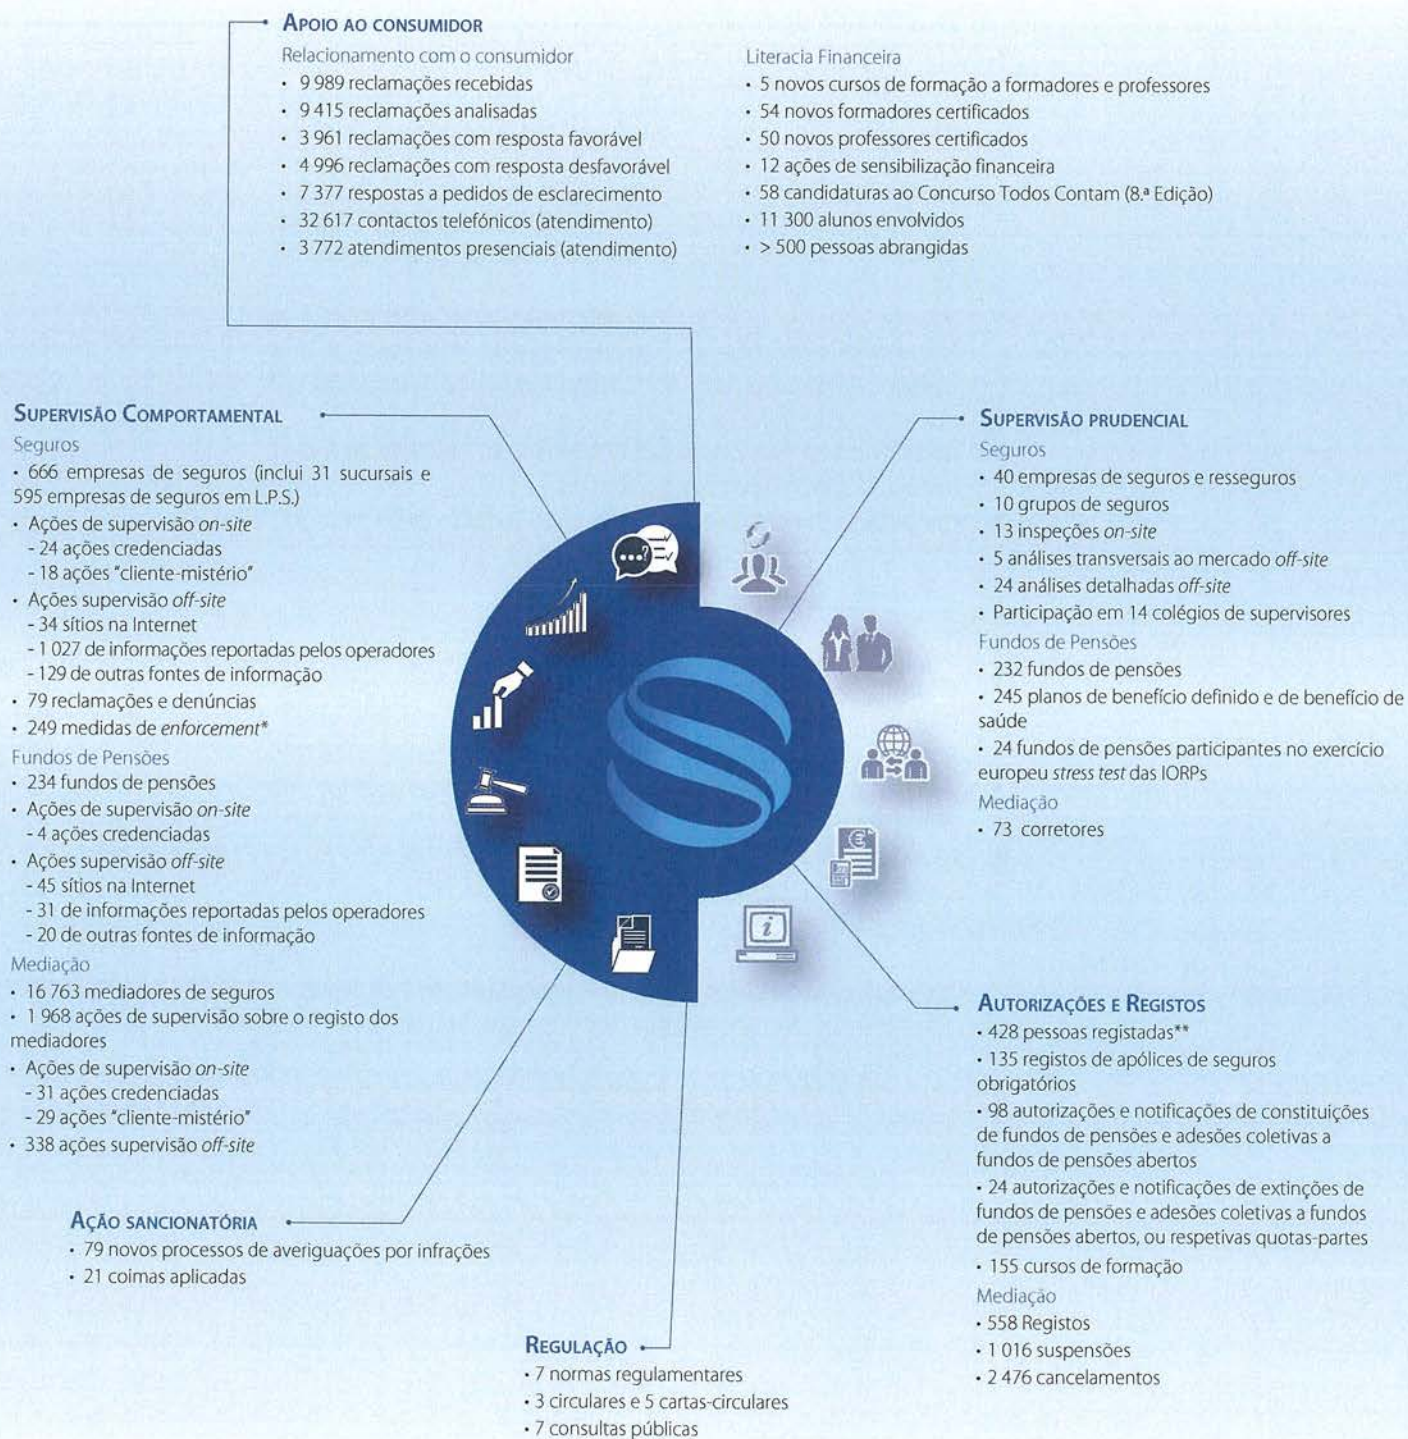 APOIO AO CONSUMIDOR
Relacionamento com o consumidor
• 9 989 reclamações recebidas
• 9 415 reclamações analisadas
• 3 961 reclamações com resposta favorável
• 4 996 reclamações com resposta desfavorável
• 7 377 respostas a pedidos de esclarecimento
• 32 617 contactos telefónicos (atendimento)
• 3 772 atendimentos presenciais (atendimento)
Literacia Financeira
• 5 novos cursos de formação a formadores e professores
• 54 novos formadores certificados
• 50 novos professores certificados
• 12 ações de sensibilização financeira
• 58 candidaturas ao Concurso Todos Contam (8.ª Edição)
• 11 300 alunos envolvidos
• > 500 pessoas abrangidas
SUPERVISÃO COMPORTAMENTAL
Seguros
• 666 empresas de seguros (inclui 31 sucursais e
595 empresas de seguros em L.P.S.)
• Ações de supervisão on-site
- 24 ações credenciadas
- 18 ações "cliente-mistério"
• Ações supervisão off-site
- 34 sítios na Internet
- 1 027 de informações reportadas pelos operadores
- 129 de outras fontes de informação
• 79 reclamações e denúncias
• 249 medidas de enforcement*
Fundos de Pensões
• 234 fundos de pensões
• Ações de supervisão on-site
- 4 ações credenciadas
• Ações supervisão off-site
- 45 sítios na Internet
- 31 de informações reportadas pelos operadores
- 20 de outras fontes de informação
Mediação
• 16 763 mediadores de seguros
• 1 968 ações de supervisão sobre o registo dos
mediadores
• Ações de supervisão on-site
- 31 ações credenciadas
- 29 ações "cliente-mistério"
• 338 ações supervisão off-site
SUPERVISÃO PRUDENCIAL
Seguros
• 40 empresas de seguros e resseguros
• 10 grupos de seguros
• 13 inspeções on-site
• 5 análises transversais ao mercado off-site
• 24 análises detalhadas off-site
• Participação em 14 colégios de supervisores
Fundos de Pensões
• 232 fundos de pensões
• 245 planos de benefício definido e de benefício de
saúde
• 24 fundos de pensões participantes no exercício
europeu stress test das IORPs
Mediação
• 73 corretores
AUTORIZAÇÕES E REGISTOS
• 428 pessoas registadas**
• 135 registos de apólices de seguros
obrigatórios
• 98 autorizações e notificações de constituições
de fundos de pensões e adesões coletivas a
fundos de pensões abertos
• 24 autorizações e notificações de extinções de
fundos de pensões e adesões coletivas a fundos
de pensões abertos, ou respetivas quotas-partes
• 155 cursos de formação
Mediação
• 558 Registos
• 1 016 suspensões
• 2 476 cancelamentos
AÇÃO SANCIONATÓRIA
• 79 novos processos de averiguações por infrações
• 21 coimas aplicadas
REGULAÇÃO
• 7 normas regulamentares
• 3 circulares e 5 cartas-circulares
• 7 consultas públicas